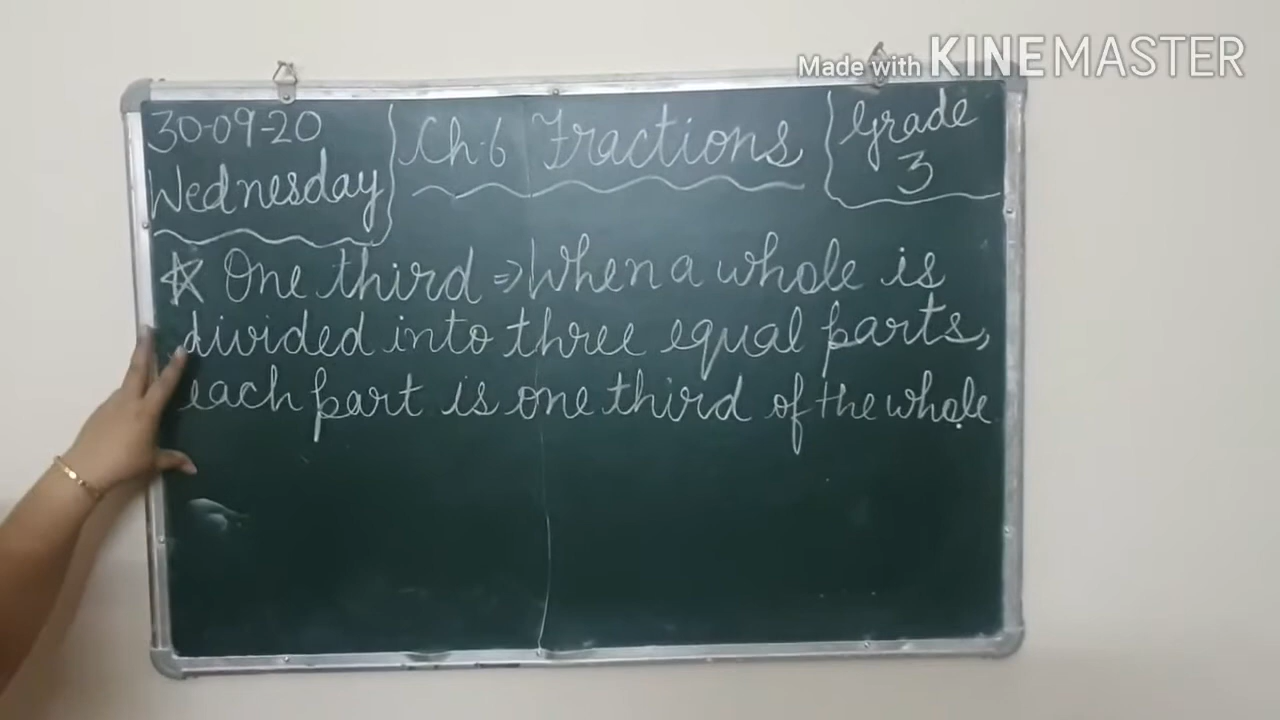 Made with KINEMASTER
30-09-20
Wednesday
Ch-6 Fractions
Grade
3
One third ⇒ When a whole is
divided into three equal parts,
each part is one third of the whole.